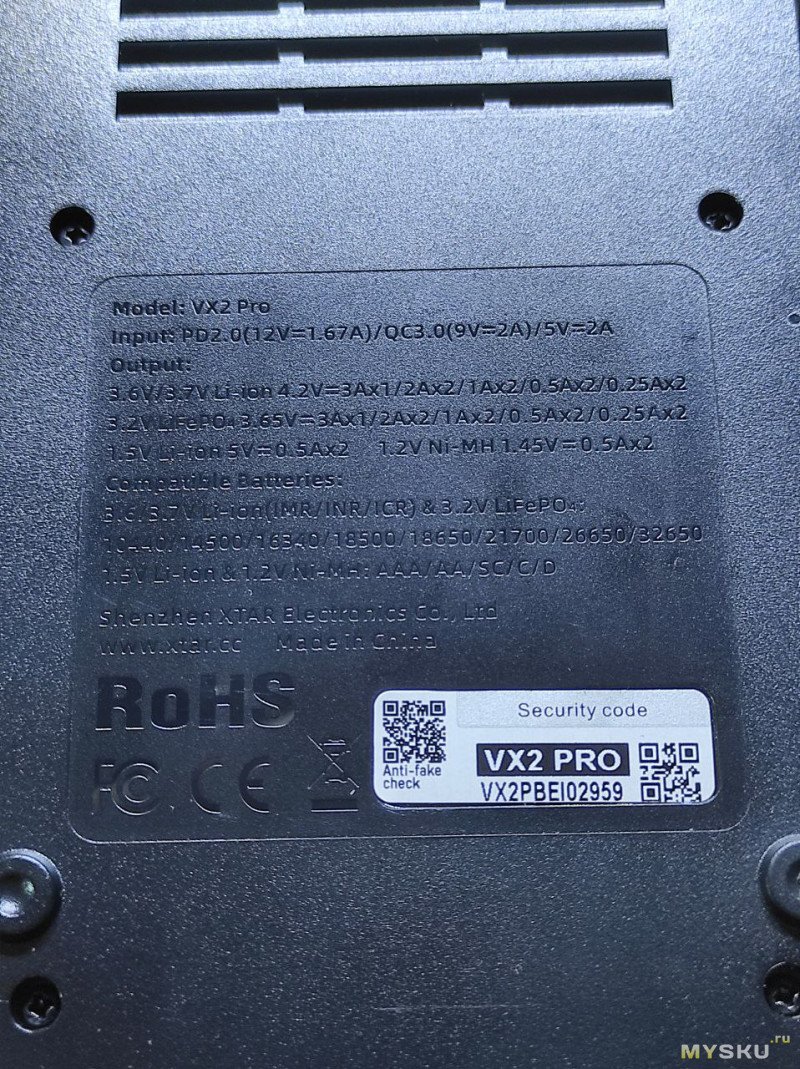 Model: VX2 Pro
Input: PD2.0(12V=1.67A)/QC3.0(9V=2A)/5V=2A
Output:
3.6V/3.7V Li-ion 4.2V=3Ax1/2Ax2/1Ax2/0.5Ax2/0.25Ax2
3.2V LiFePO₄ 3.65V=3Ax1/2Ax2/1Ax2/0.5Ax2/0.25Ax2
1.5V Li-ion 5V=0.5Ax2 1.2V Ni-MH 1.45V=0.5Ax2
Compatible Batteries:
3.6/3.7V Li-ion(IMR/INR/ICR) & 3.2V LiFePO₄:
10440/14500/16340/18500/18650/21700/26650/32650
1.5V Li-ion & 1.2V Ni-MH: AAA/AA/SC/C/D
Shenzhen XTAR Electronics Co., Ltd
www.xtar.cc Made in China
RoHS
FC CE
Security code
Anti-fake
check
VX2 PRO
VX2PBEI02959
MYSKU.ru